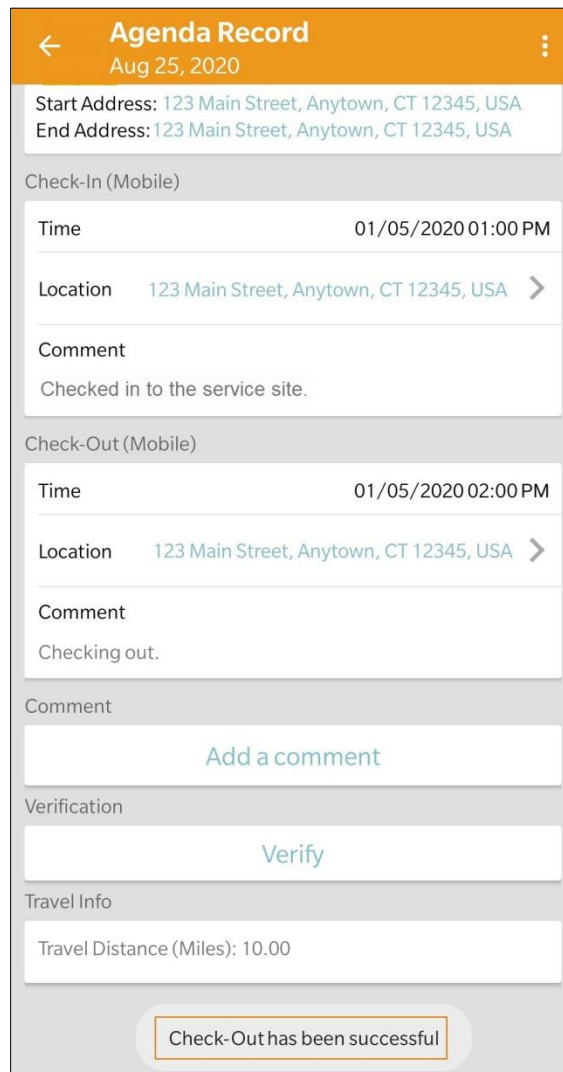 Agenda Record
Aug 25, 2020
Start Address: 123 Main Street, Anytown, CT 12345, USA
End Address: 123 Main Street, Anytown, CT 12345, USA
Check-In (Mobile)
Time 01/05/2020 01:00 PM
Location 123 Main Street, Anytown, CT 12345, USA
Comment
Checked in to the service site.
Check-Out (Mobile)
Time 01/05/2020 02:00 PM
Location 123 Main Street, Anytown, CT 12345, USA
Comment
Checking out.
Comment
Add a comment
Verification
Verify
Travel Info
Travel Distance (Miles): 10.00
Check-Out has been successful